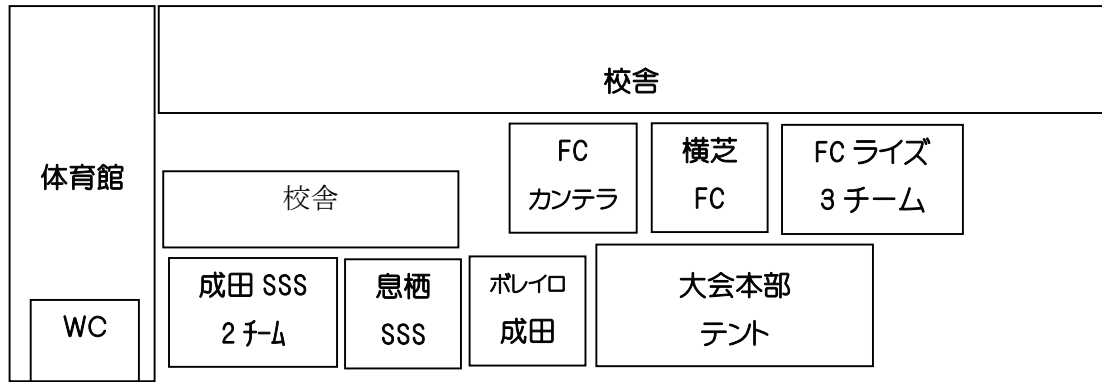 校舎
体育館
FC
カンテラ
横芝
FC
FC ライズ
3 チーム
校舎
成田 SSS
2 チーム
息栖
SSS
ボレイロ
成田
大会本部
テント
WC